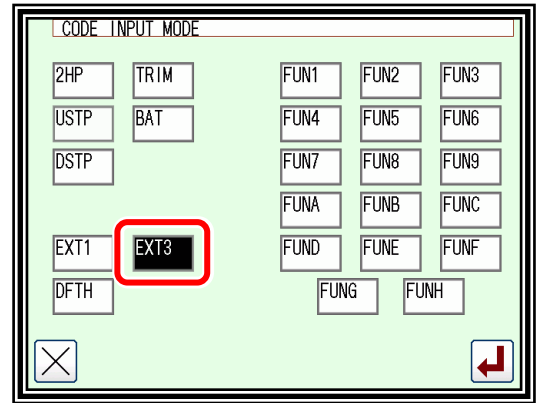 CODE INPUT MODE
2HP TRIM FUN1 FUN2 FUN3
USTP BAT FUN4 FUN5 FUN6
DSTP FUN7 FUN8 FUN9
FUNA FUNB FUNC
EXT1 EXT3 FUND FUNE FUNF
DFTH FUNG FUNH